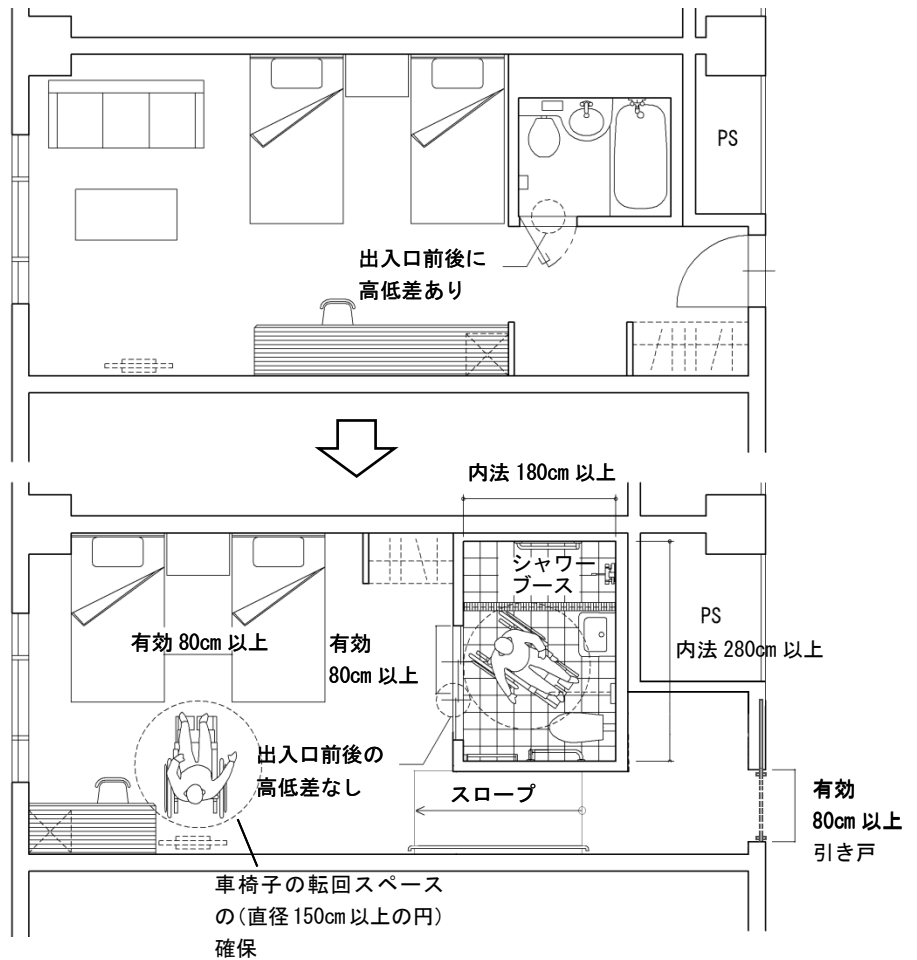 PS
出入口前後に
高低差あり
内法 180cm 以上
シャワー
ブース
PS
内法 280cm 以上
有効 80cm 以上
有効
80cm 以上
出入口前後の
高低差なし
スロープ
有効
80cm 以上
引き戸
車椅子の転回スペース
の(直径 150cm 以上の円)
確保